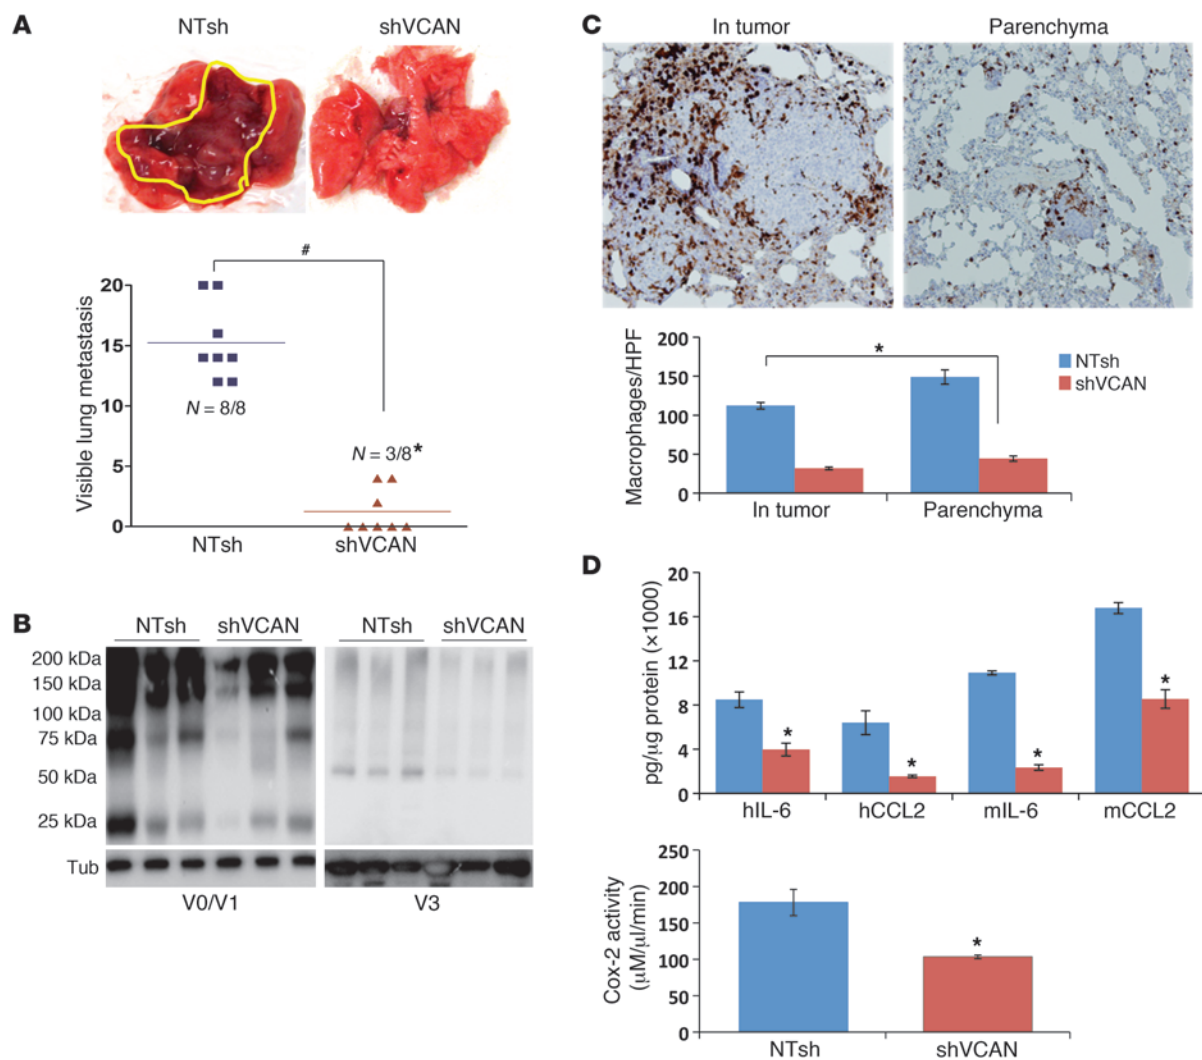 A
NTsh
shVCAN
#
Visible lung metastasis
20
15
10
5
0
N = 8/8
N = 3/8*
NTsh
shVCAN
B
NTsh
shVCAN
NTsh
shVCAN
200 kDa
150 kDa
100 kDa
75 kDa
50 kDa
25 kDa
Tub
V0/V1
V3
C
In tumor
Parenchyma
Macrophages/HPF
200
150
100
50
0
*
NTsh
shVCAN
In tumor
Parenchyma
D
pg/μg protein (×1000)
20
16
12
8
4
0
*
*
*
*
hIL-6
hCCL2
mIL-6
mCCL2
Cox-2 activity
(μM/μl/min)
250
200
150
100
50
0
*
NTsh
shVCAN